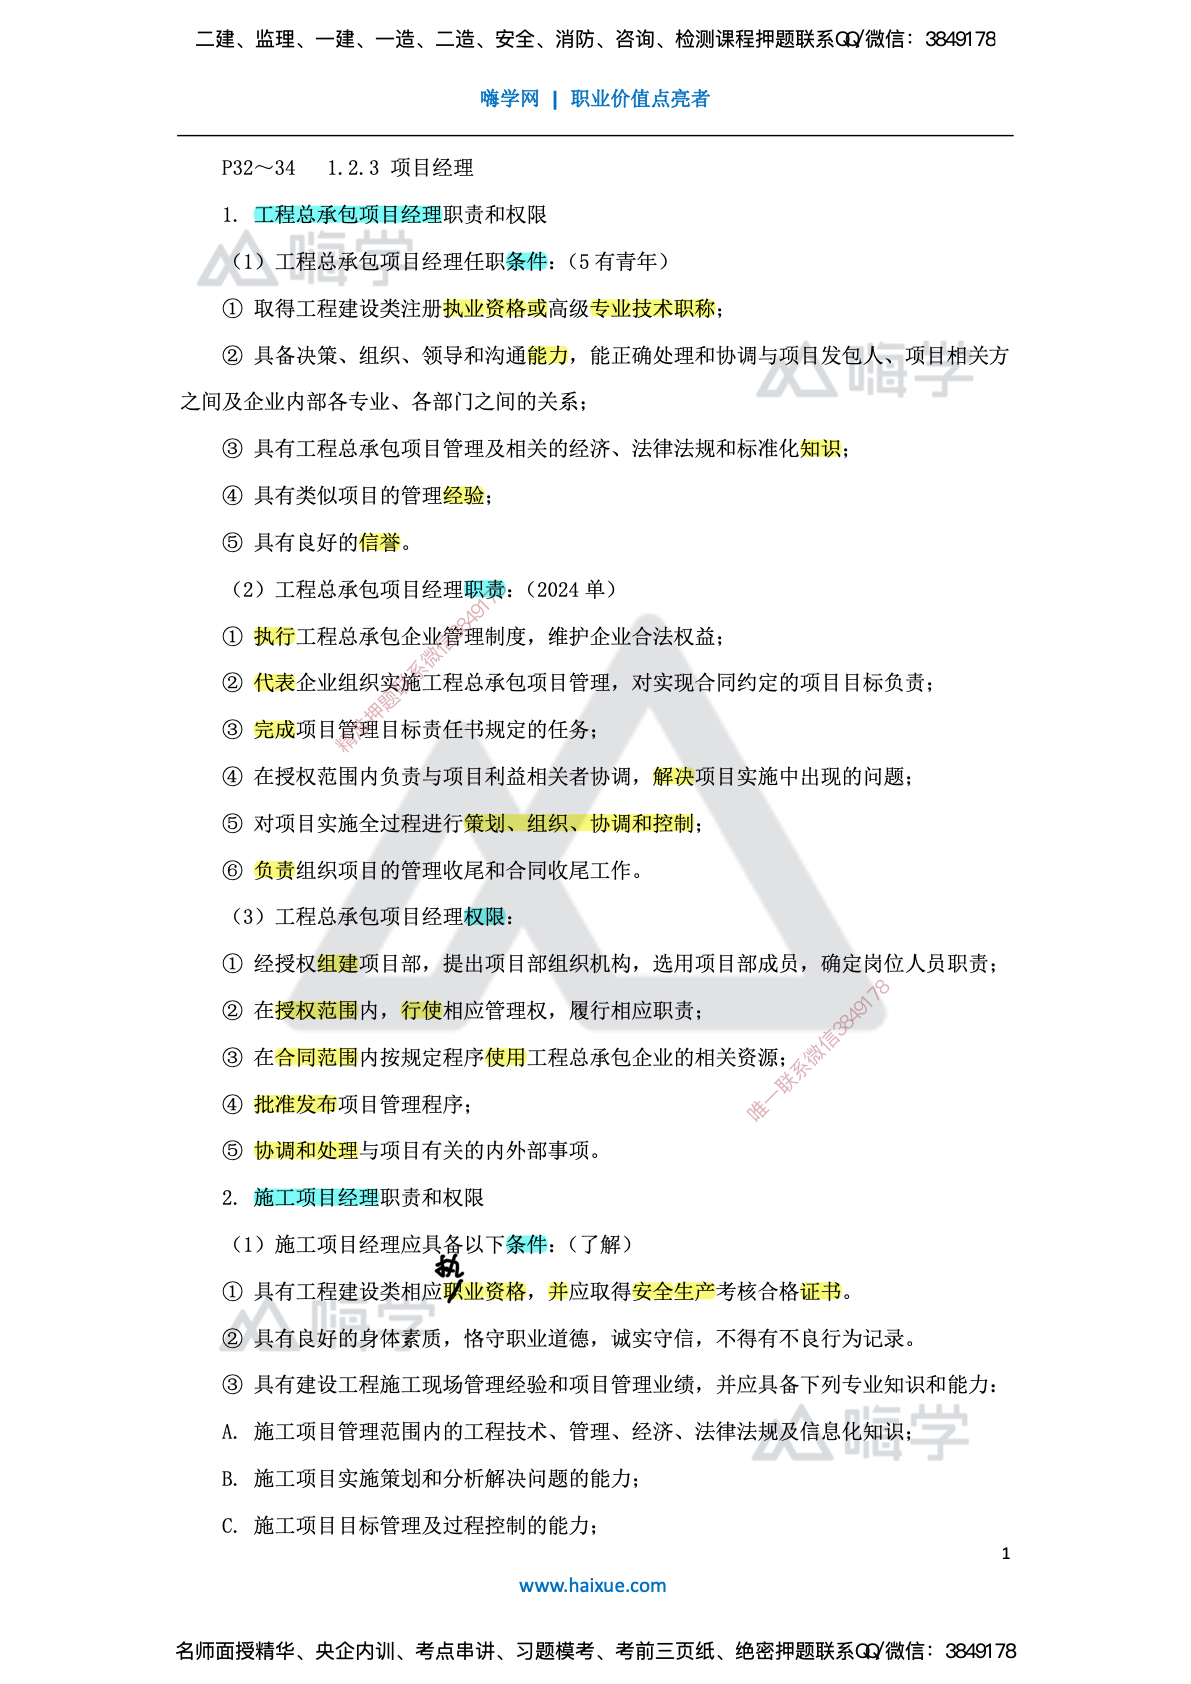 二建、监理、一建、一造、二造、安全、消防、咨询、检测课程押题联系QQ/微信：3849178
嗨学网 | 职业价值点亮者
P32～34 1.2.3 项目经理
1. 工程总承包项目经理职责和权限
嗨学
（1）工程总承包项目经理任职条件：（5 有青年）
① 取得工程建设类注册执业资格或高级专业技术职称；
② 具备决策、组织、领导和沟通能力，能正确处理和协调与项目发包人、项目相关方
嗨学
之间及企业内部各专业、各部门之间的关系；
③ 具有工程总承包项目管理及相关的经济、法律法规和标准化知识；
④ 具有类似项目的管理经验；
⑤ 具有良好的信誉。
（2）工程总承包项目经理职责：（2024 单）
① 执行工程总承包企业管理制度，维护企业合法权益；
② 代表企业组织实施工程总承包项目管理，对实现合同约定的项目目标负责；
精准押题联系微信3849178
③ 完成项目管理目标责任书规定的任务；
④ 在授权范围内负责与项目利益相关者协调，解决项目实施中出现的问题；
⑤ 对项目实施全过程进行策划、组织、协调和控制；
⑥ 负责组织项目的管理收尾和合同收尾工作。
（3）工程总承包项目经理权限：
① 经授权组建项目部，提出项目部组织机构，选用项目部成员，确定岗位人员职责；
② 在授权范围内，行使相应管理权，履行相应职责；
唯一联系微信3849178
③ 在合同范围内按规定程序使用工程总承包企业的相关资源；
④ 批准发布项目管理程序；
⑤ 协调和处理与项目有关的内外部事项。
2. 施工项目经理职责和权限
（1）施工项目经理应具备以下条件：（了解）
执
① 具有工程建设类相应职业资格，并应取得安全生产考核合格证书。
嗨学
② 具有良好的身体素质，恪守职业道德，诚实守信，不得有不良行为记录。
③ 具有建设工程施工现场管理经验和项目管理业绩，并应具备下列专业知识和能力：
A. 施工项目管理范围内的工程技术、管理、经济、法律法规及信息化知识；
嗨学
B. 施工项目实施策划和分析解决问题的能力；
C. 施工项目目标管理及过程控制的能力；
1
www.haixue.com
名师面授精华、央企内训、考点串讲、习题模考、考前三页纸、绝密押题联系QQ/微信：3849178